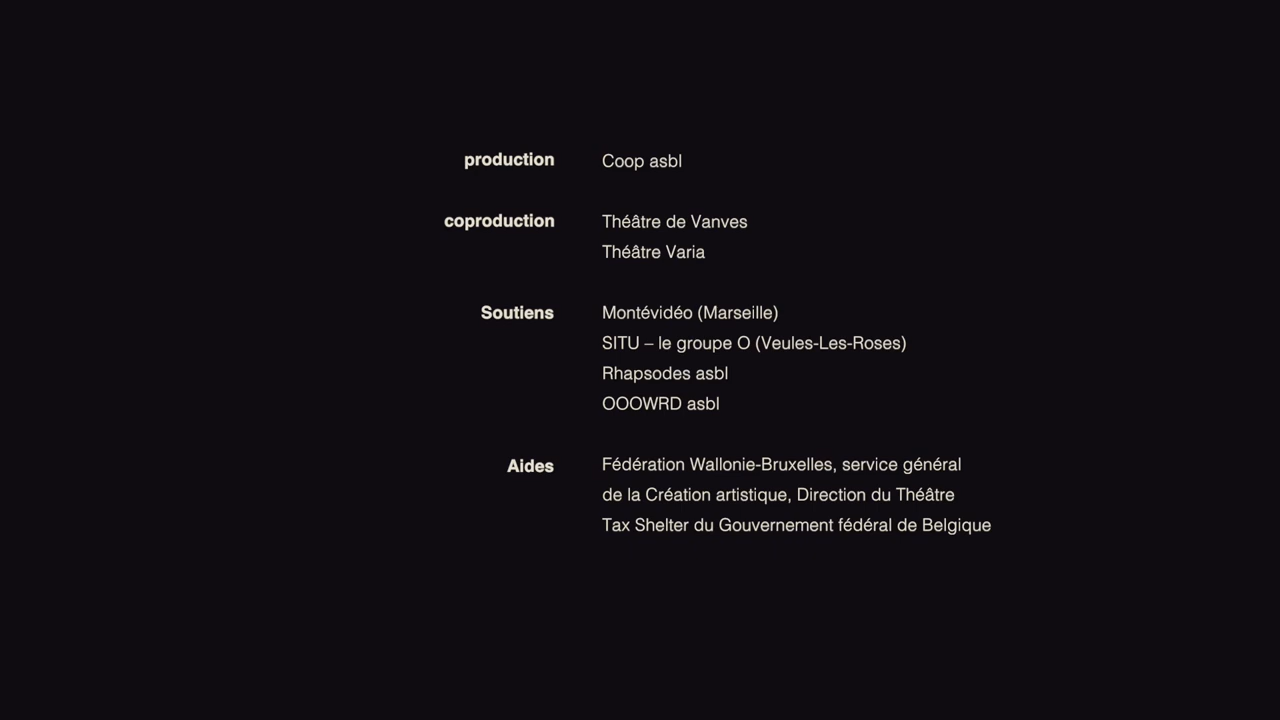 production Coop asbl
coproduction Théâtre de Vanves
Théâtre Varia
Soutiens Montévidéo (Marseille)
SITU – le groupe O (Veules-Les-Roses)
Rhapsodes asbl
OOOWRD asbl
Aides Fédération Wallonie-Bruxelles, service général
de la Création artistique, Direction du Théâtre
Tax Shelter du Gouvernement fédéral de Belgique